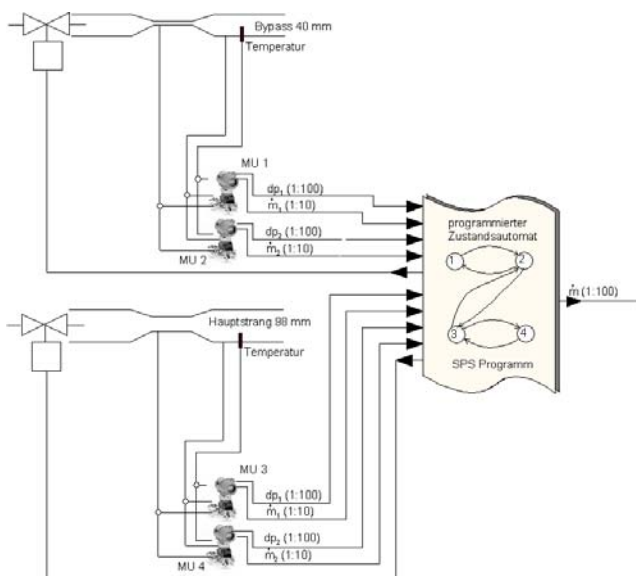 Bypass 40 mm
Temperatur
MU 1
dp₁ (1:100)
ṁ₁ (1:10)
dp₂ (1:100)
ṁ₂ (1:10)
MU 2
programmierter
Zustandsautomat
1
2
3
4
SPS Programm
ṁ (1:100)
Hauptstrang 98 mm
Temperatur
MU 3
dp₁ (1:100)
ṁ₁ (1:10)
dp₂ (1:100)
ṁ₂ (1:10)
MU 4